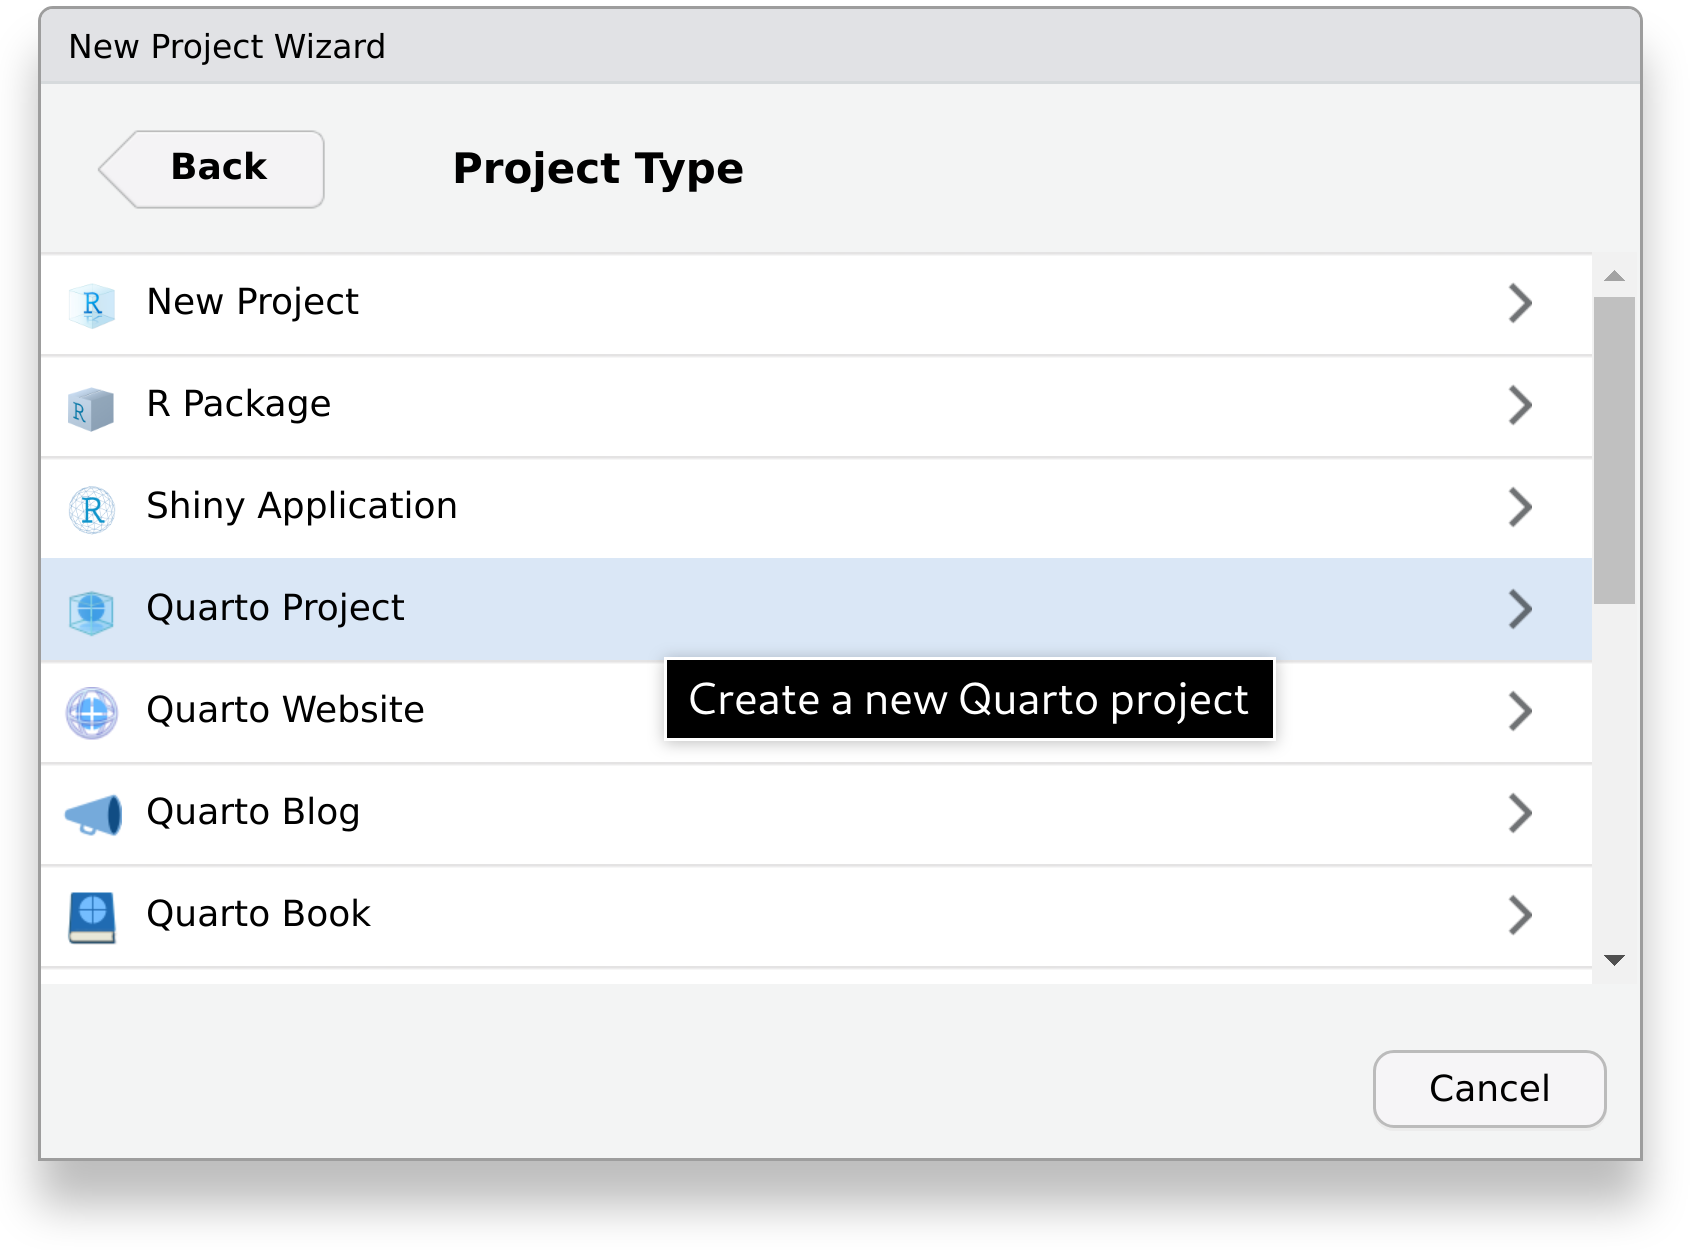 New Project Wizard
Back
Project Type
R New Project
R R Package
R Shiny Application
Quarto Project
Create a new Quarto project
Quarto Website
Quarto Blog
Quarto Book
Cancel